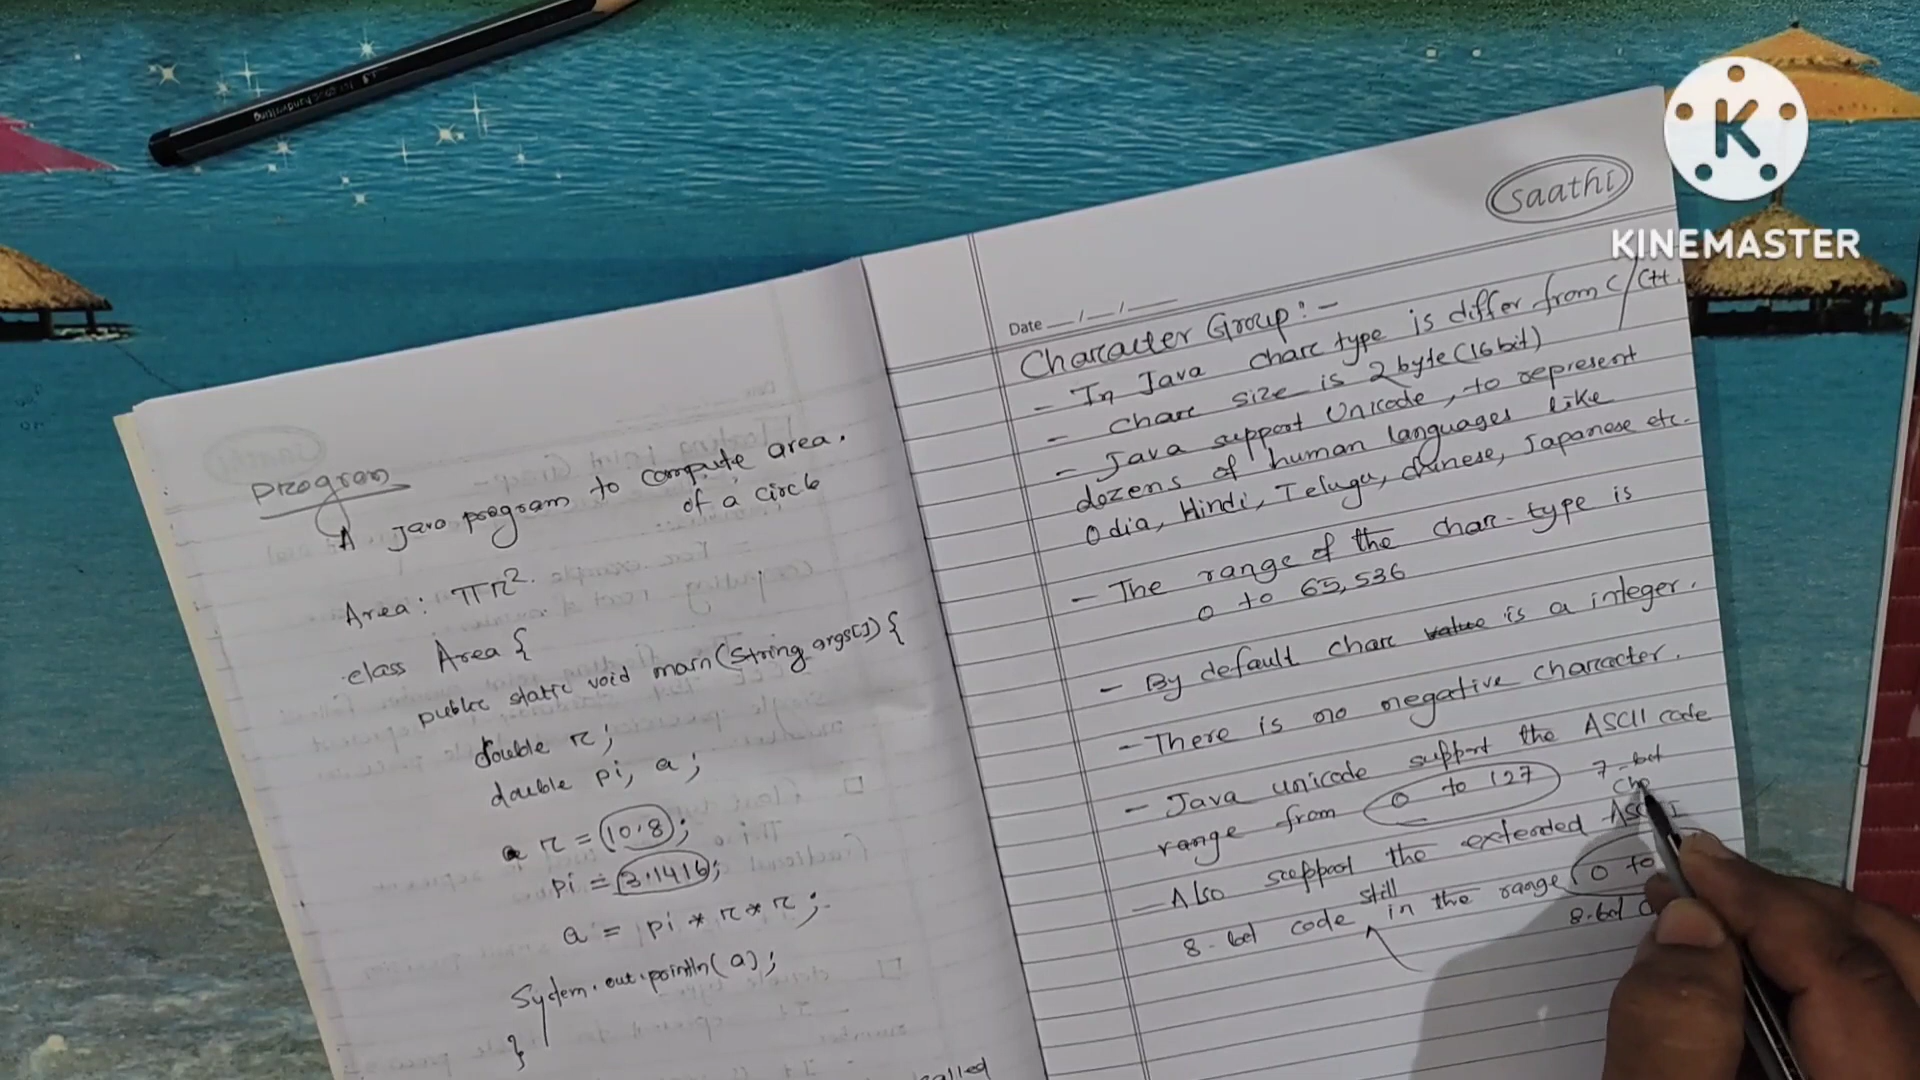 K
KINEMASTER
saathi
Program
A Java program to compute area.
of a circle
Area: πr².
class Area {
public static void main(String args[]) {
double r;
double pi, a;
r = 10.8;
pi = 3.1416;
a = pi * r * r;
System.out.println(a);
}
called
Date __/__/__
Character Group:-
- In Java char type is differ from C/C++.
- char size is 2 byte (16 bit)
- Java support Unicode, to represent
dozens of human languages like
Odia, Hindi, Telugu, chinese, Japanese etc.
- The range of the char-type is
0 to 65,536
- By default char value is a integer.
- There is no negative character.
- Java unicode support the ASCII code
range from 0 to 127 7-bit
- Also support the extended ASCII
8-bit code still in the range 0 to
8-bit